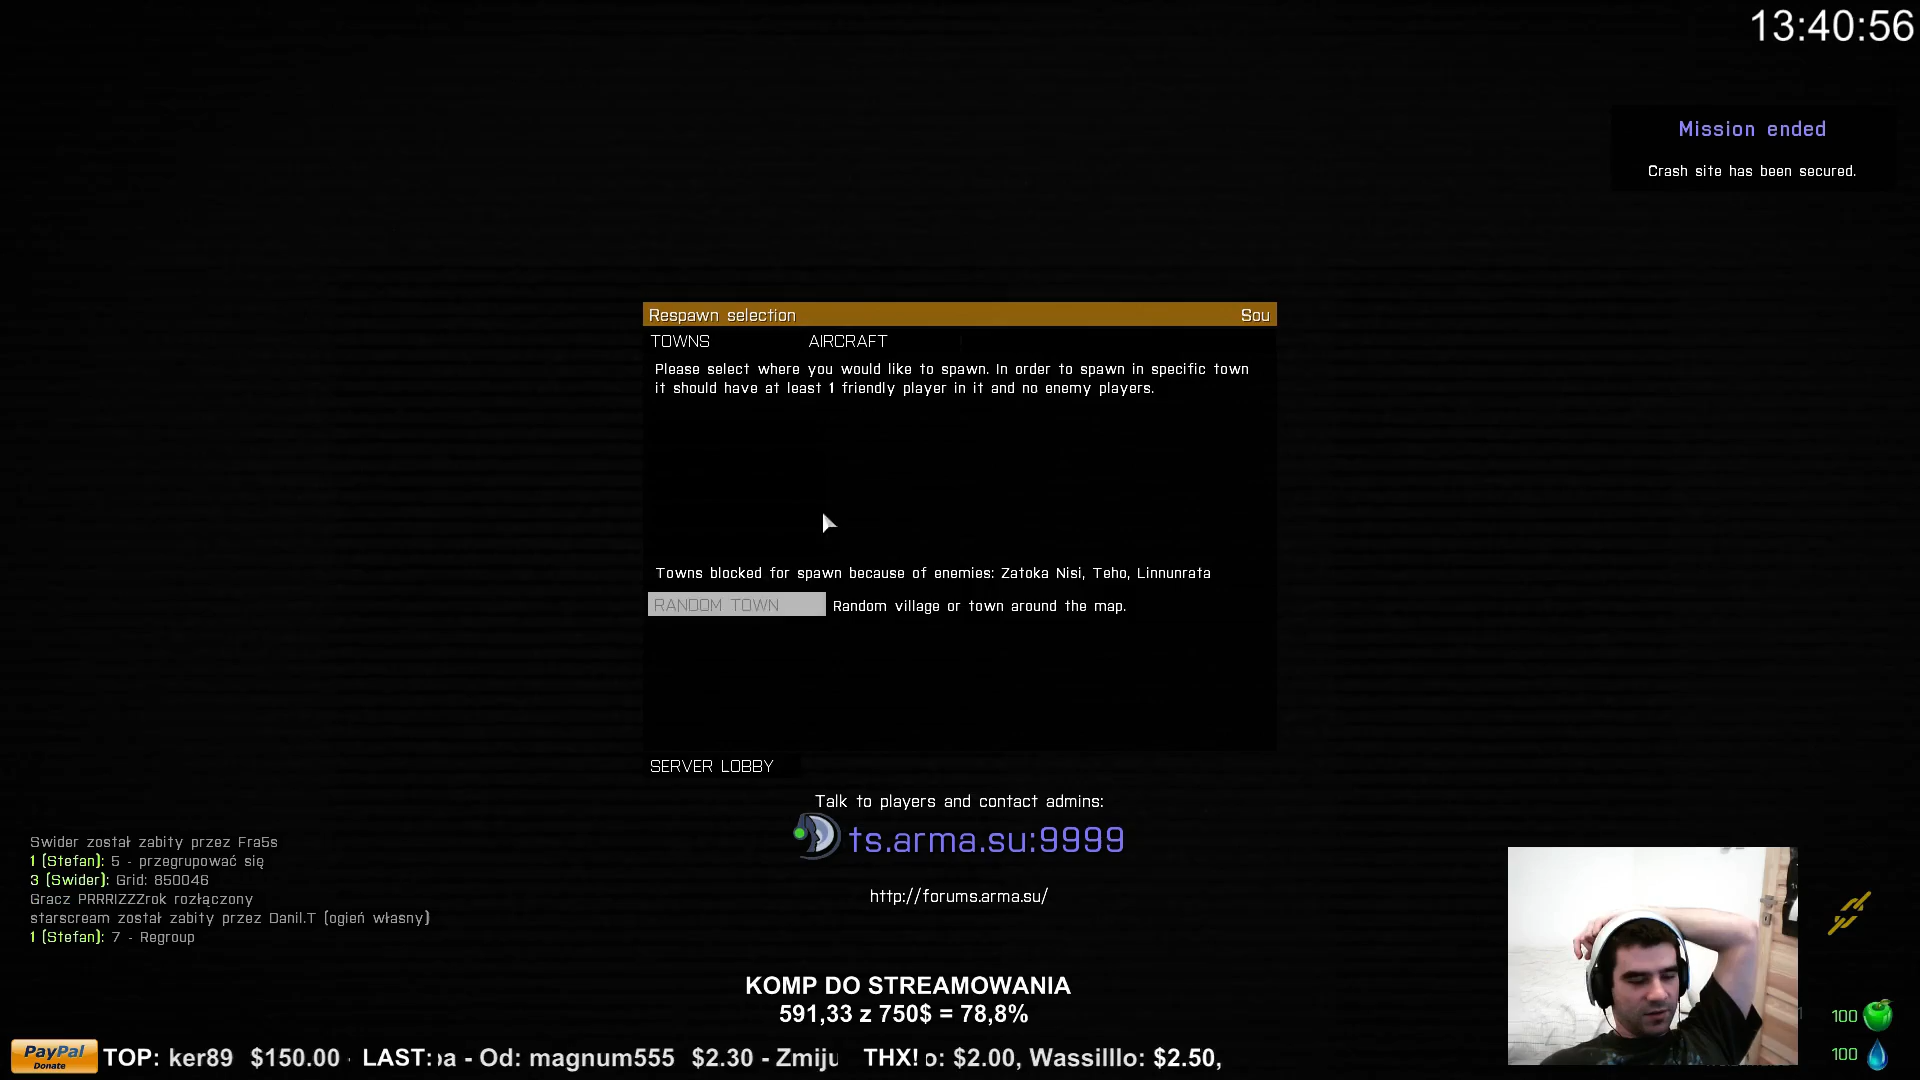 13:40:56
Mission ended
Crash site has been secured.
Respawn selection Sou
TOWNS AIRCRAFT
Please select where you would like to spawn. In order to spawn in specific town
it should have at least 1 friendly player in it and no enemy players.
Towns blocked for spawn because of enemies: Zatoka Nisi, Teho, Linnunrata
RANDOM TOWN Random village or town around the map.
SERVER LOBBY
Talk to players and contact admins:
ts.arma.su:9999
http://forums.arma.su/
Swider został zabity przez Fra5s
1 (Stefan): 5 - przegrupować się
3 (Swider): Grid: 850046
Gracz PRRRIZZZrok rozłączony
starscream został zabity przez Danil.T (ogień własny)
1 (Stefan): 7 - Regroup
KOMP DO STREAMOWANIA
591,33 z 750$ = 78,8%
100
100
PayPal
Donate
TOP: ker89 $150.00 LAST: pa - Od: magnum555 $2.30 - Zmiju THX! o: $2.00, Wassilllo: $2.50,